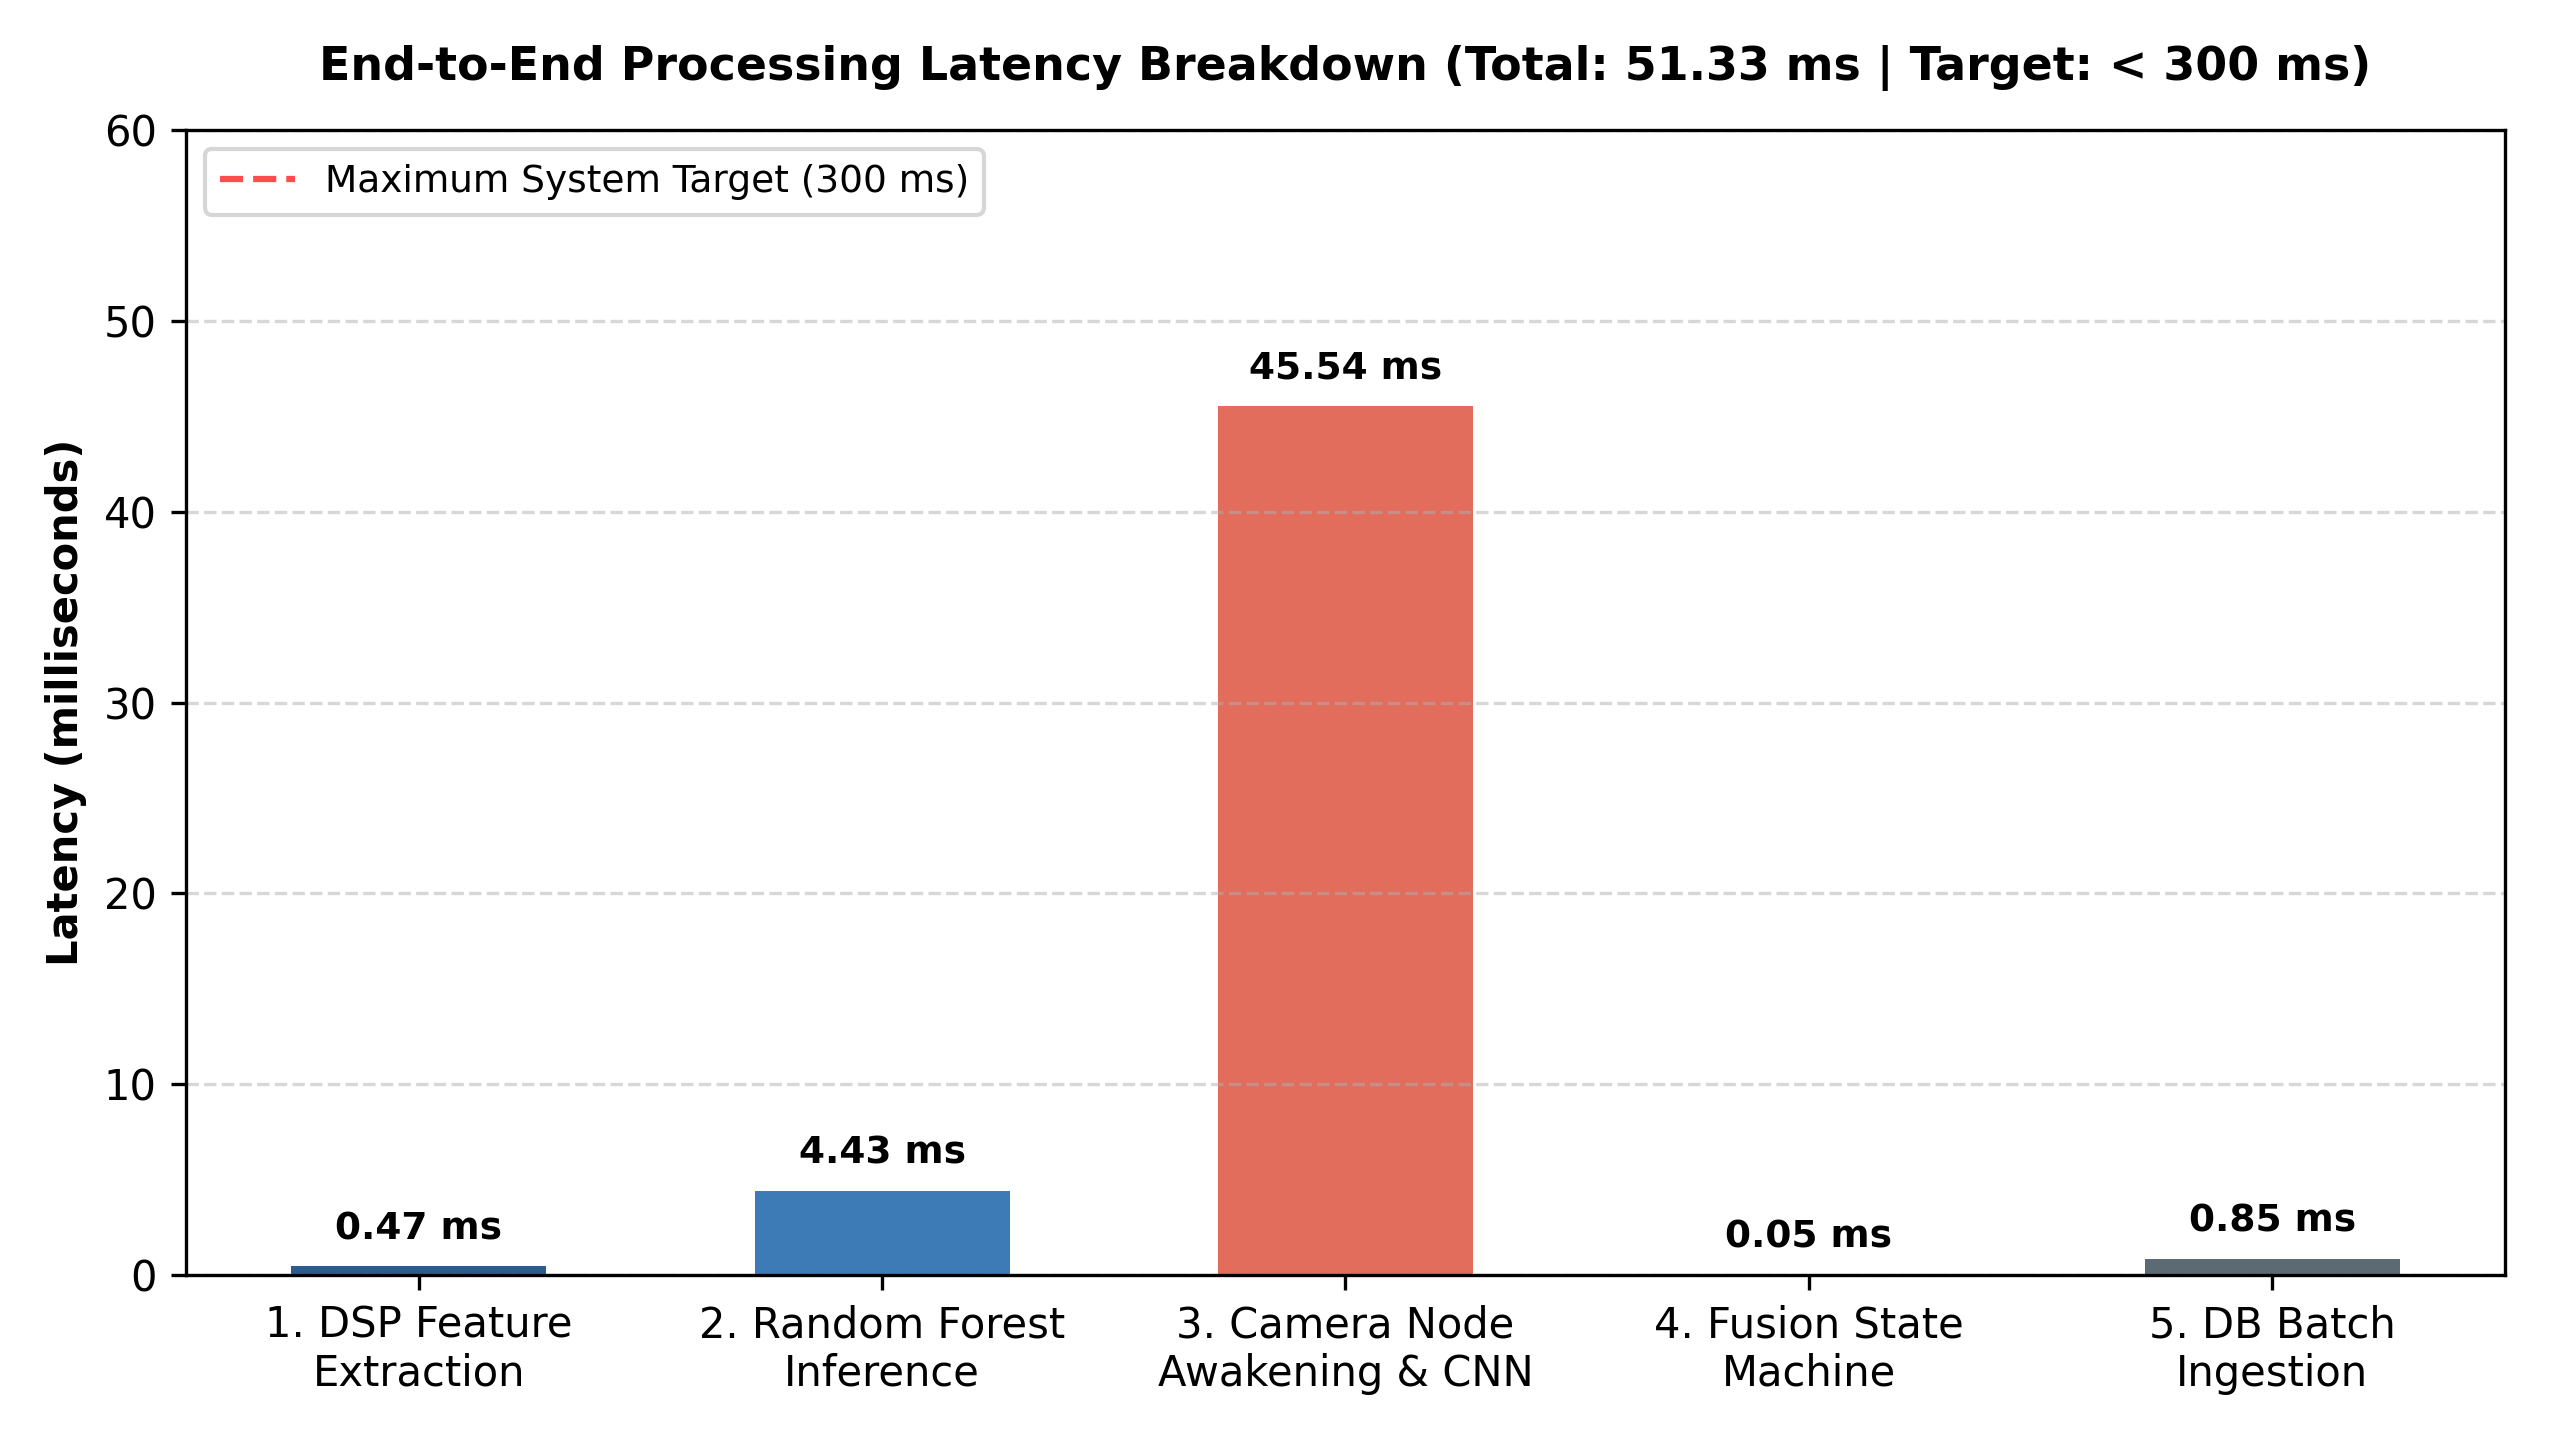 End-to-End Processing Latency Breakdown (Total: 51.33 ms | Target: < 300 ms)
Maximum System Target (300 ms)
Latency (milliseconds)
60
50
40
30
20
10
0
0.47 ms
4.43 ms
45.54 ms
0.05 ms
0.85 ms
1. DSP Feature
Extraction
2. Random Forest
Inference
3. Camera Node
Awakening & CNN
4. Fusion State
Machine
5. DB Batch
Ingestion